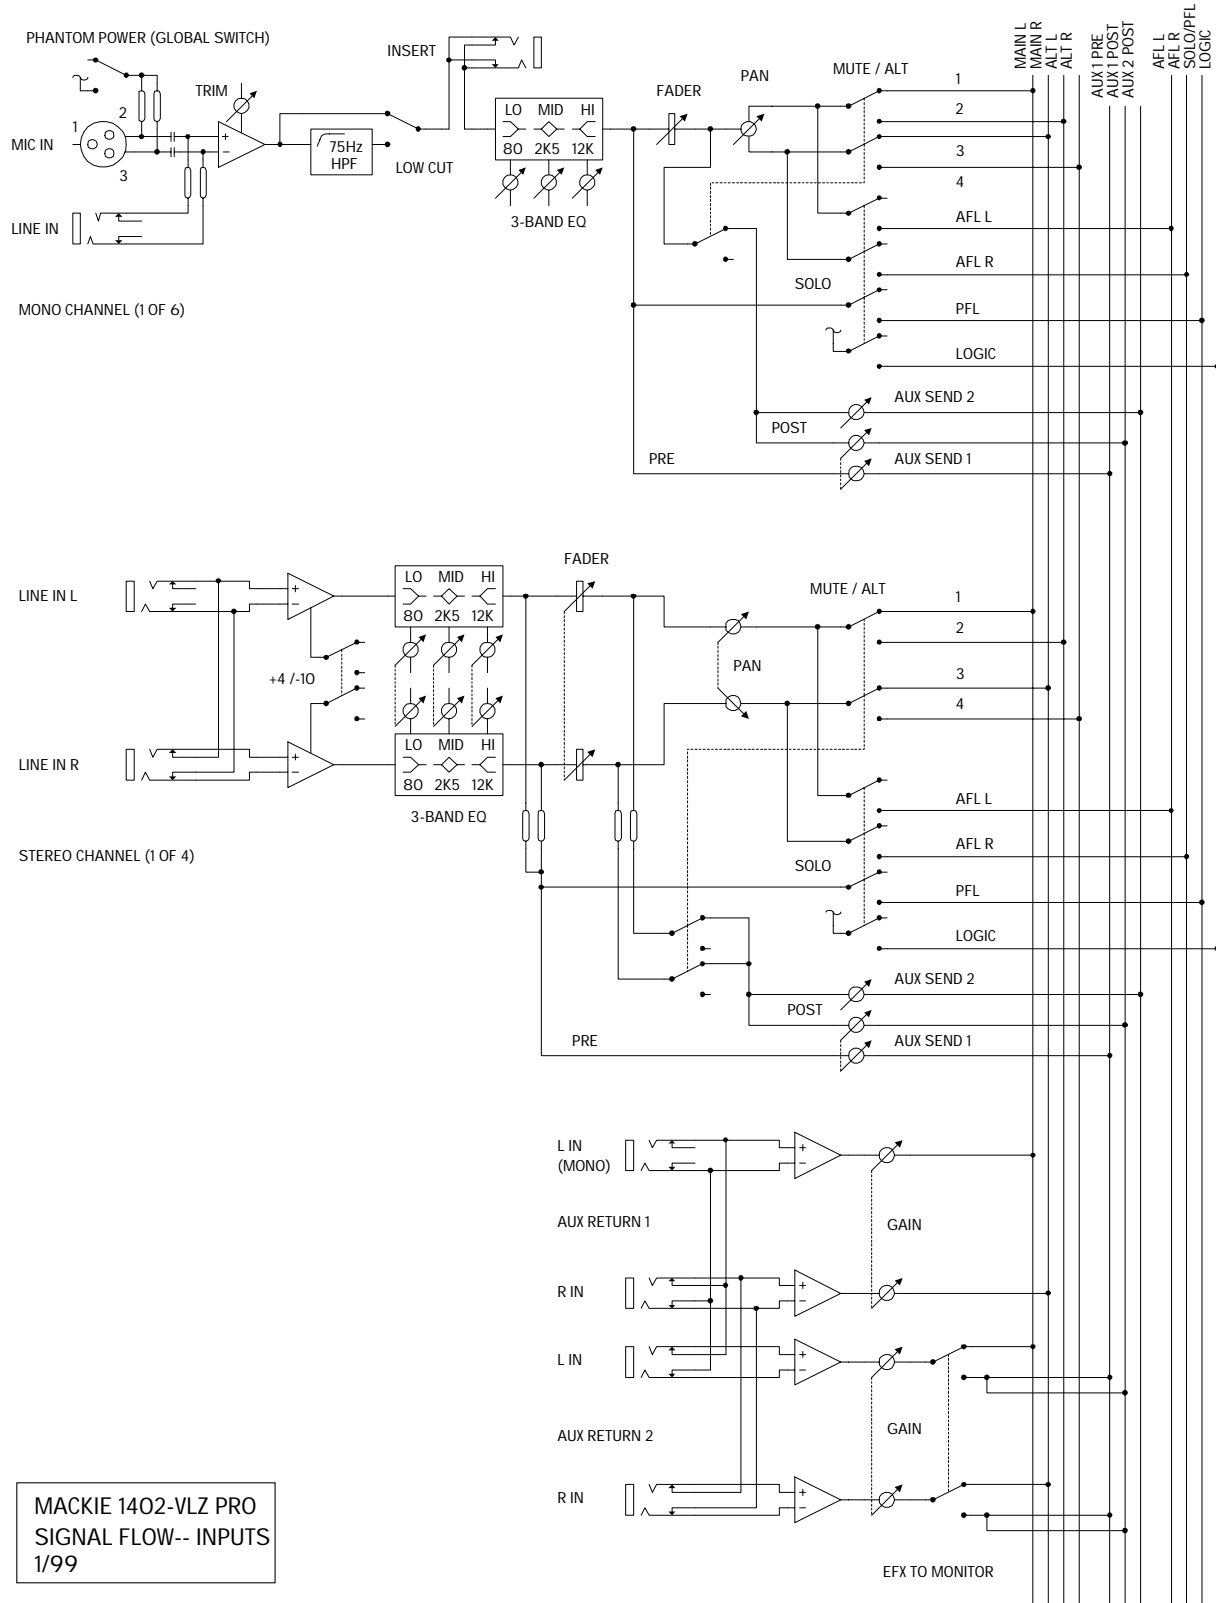 MAIN L
MAIN R
ALT L
ALT R
AUX 1 PRE
AUX 1 POST
AUX 2 POST
AFL L
AFL R
SOLO/PFL
LOGIC
PHANTOM POWER (GLOBAL SWITCH)
INSERT
MUTE / ALT
PAN
FADER
TRIM
1
2
3
4
LO MID HI
80 2K5 12K
3-BAND EQ
2
1
3
MIC IN
75Hz
HPF
LOW CUT
LINE IN
AFL L
AFL R
SOLO
PFL
LOGIC
MONO CHANNEL (1 OF 6)
AUX SEND 2
POST
PRE
AUX SEND 1
FADER
MUTE / ALT
LINE IN L
LO MID HI
80 2K5 12K
1
2
3
4
PAN
+4 /-10
LINE IN R
LO MID HI
80 2K5 12K
3-BAND EQ
STEREO CHANNEL (1 OF 4)
AFL L
AFL R
SOLO
PFL
LOGIC
AUX SEND 2
POST
PRE
AUX SEND 1
L IN
(MONO)
AUX RETURN 1
GAIN
R IN
L IN
AUX RETURN 2
GAIN
R IN
EFX TO MONITOR
MACKIE 1402-VLZ PRO
SIGNAL FLOW-- INPUTS
1/99